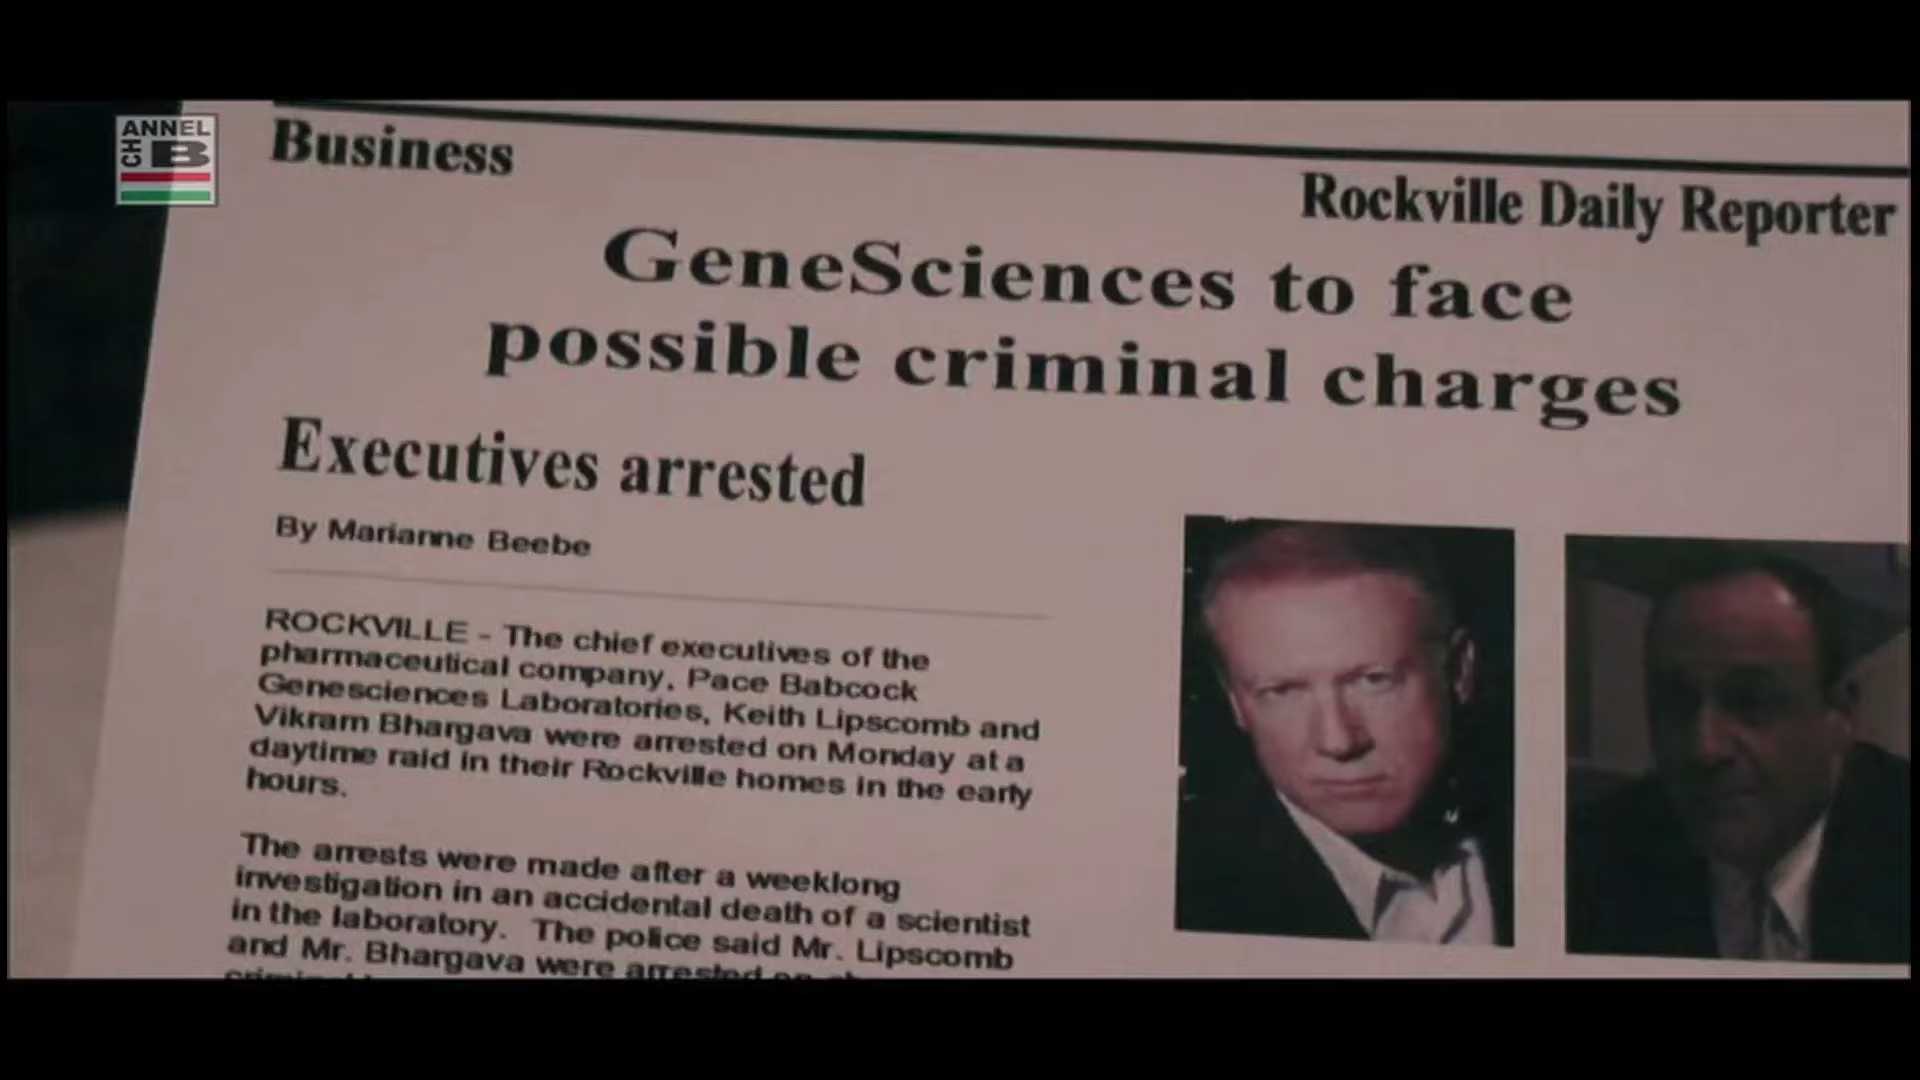 CHANNEL B
Business
Rockville Daily Reporter
GeneSciences to face
possible criminal charges
Executives arrested
By Marianne Beebe
ROCKVILLE - The chief executives of the
pharmaceutical company, Pace Babcock
Genesciences Laboratories, Keith Lipscomb and
Vikram Bhargava were arrested on Monday at a
daytime raid in their Rockville homes in the early
hours.
The arrests were made after a weeklong
investigation in an accidental death of a scientist
in the laboratory. The police said Mr. Lipscomb
and Mr. Bhargava were arrested on